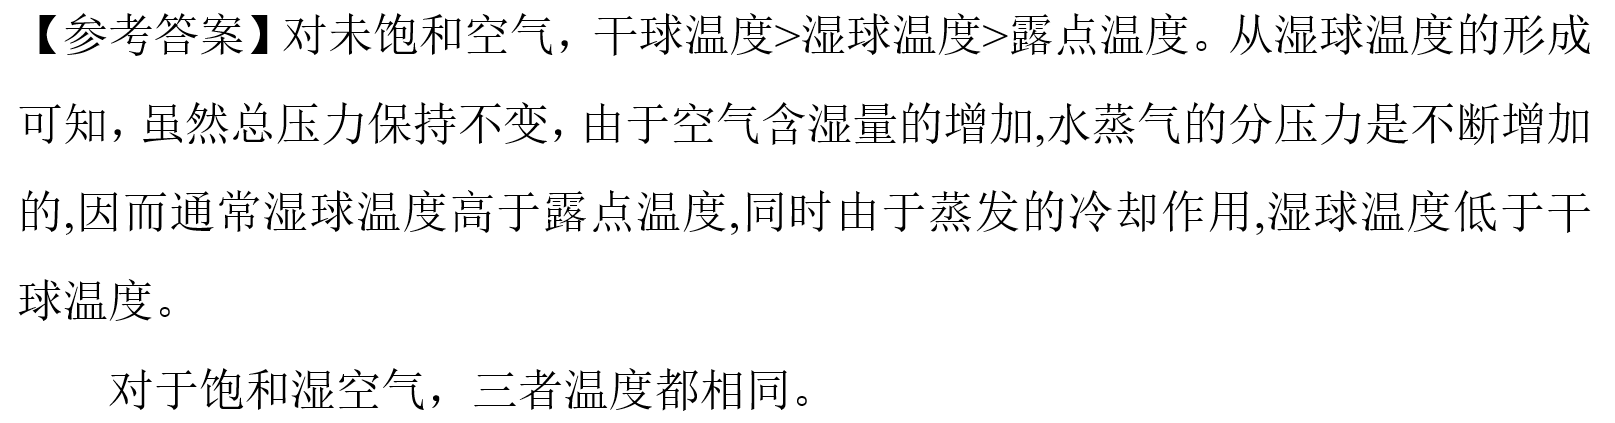 【参考答案】对未饱和空气，干球温度>湿球温度>露点温度。从湿球温度的形成
可知，虽然总压力保持不变，由于空气含湿量的增加,水蒸气的分压力是不断增加
的,因而通常湿球温度高于露点温度,同时由于蒸发的冷却作用,湿球温度低于干
球温度。
对于饱和湿空气，三者温度都相同。